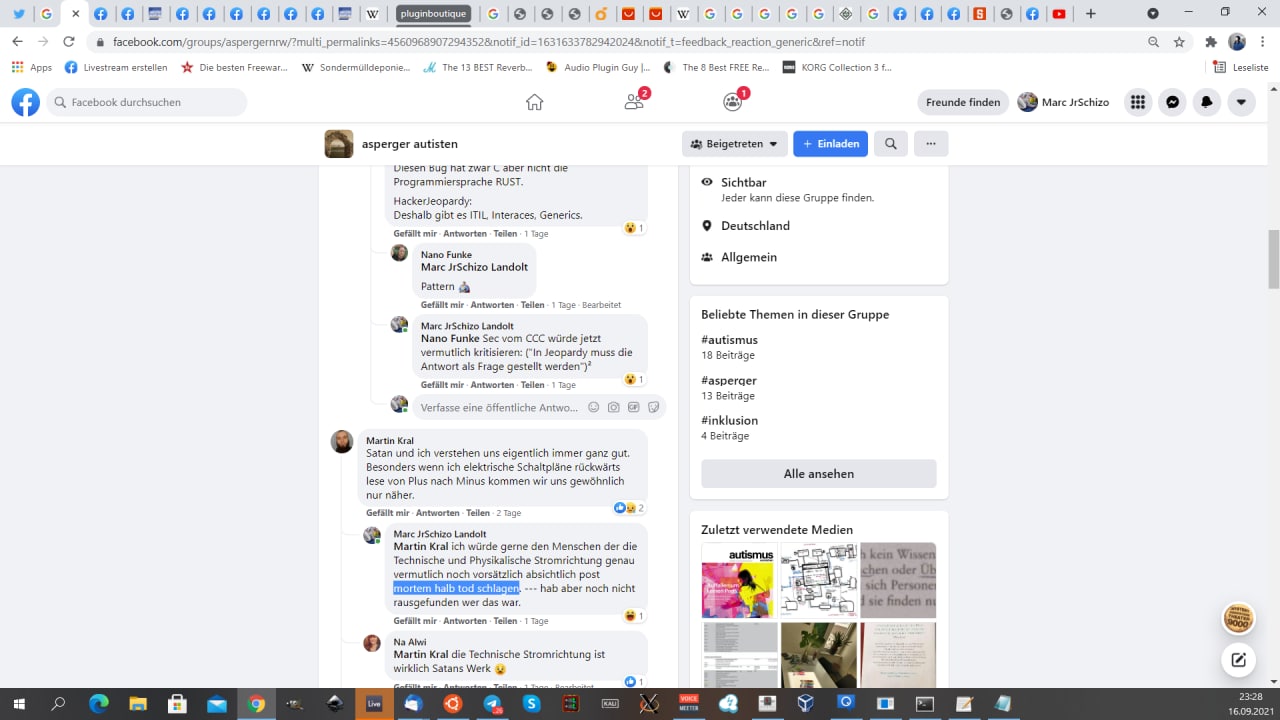 pluginboutique
facebook.com/groups/aspergernrw/?multi_permalinks=4560968907294352&notif_id=1631633782942024&notif_t=feedback_reaction_generic&ref=notif
Apps
Livestream erstellen
Die besten Freewar...
Sondermülldeponie...
The 13 BEST Reverb...
Audio Plugin Guy |...
The 8 Best FREE Re...
KORG Collection 3 f...
Leseliste
Facebook durchsuchen
2
1
Freunde finden
Marc JrSchizo
asperger autisten
Beigetreten
+ Einladen
Diesen Bug hat zwar C aber nicht die
Programmiersprache RUST.
HackerJeopardy:
Deshalb gibt es ITIL, Interaces, Generics.
1
Gefällt mir · Antworten · Teilen · 1 Tage
Nano Funke
Marc JrSchizo Landolt
Pattern
Gefällt mir · Antworten · Teilen · 1 Tage · Bearbeitet
Marc JrSchizo Landolt
Nano Funke Sec vom CCC würde jetzt
vermutlich kritisieren: ("In Jeopardy muss die
Antwort als Frage gestellt werden")²
1
Gefällt mir · Antworten · Teilen · 1 Tage
Verfasse eine öffentliche Antwo...
Martin Kral
Satan und ich verstehen uns eigentlich immer ganz gut.
Besonders wenn ich elektrische Schaltpläne rückwärts
lese von Plus nach Minus kommen wir uns gewöhnlich
nur näher.
2
Gefällt mir · Antworten · Teilen · 2 Tage
Marc JrSchizo Landolt
Martin Kral ich würde gerne den Menschen der die
Technische und Physikalische Stromrichtung genau
vermutlich noch vorsätzlich absichtlich post
mortem halb tod schlagen. --- hab aber noch nicht
rausgefunden wer das war.
1
Gefällt mir · Antworten · Teilen · 1 Tage
Na Alwi
Martin Kral die Technische Stromrichtung ist
wirklich Satans Werk
1
Gefällt mir · Antworten · Teilen · 1 Tage · Bearbeitet
Sichtbar
Jeder kann diese Gruppe finden.
Deutschland
Allgemein
Beliebte Themen in dieser Gruppe
#autismus
18 Beiträge
#asperger
13 Beiträge
#inklusion
4 Beiträge
Alle ansehen
Zuletzt verwendete Medien
autismus
h kein Wissen
chen oder Üb
sich Personen
d sie finden nu
Live
26
KALI
VOICE
MEETER
23:28
16.09.2021